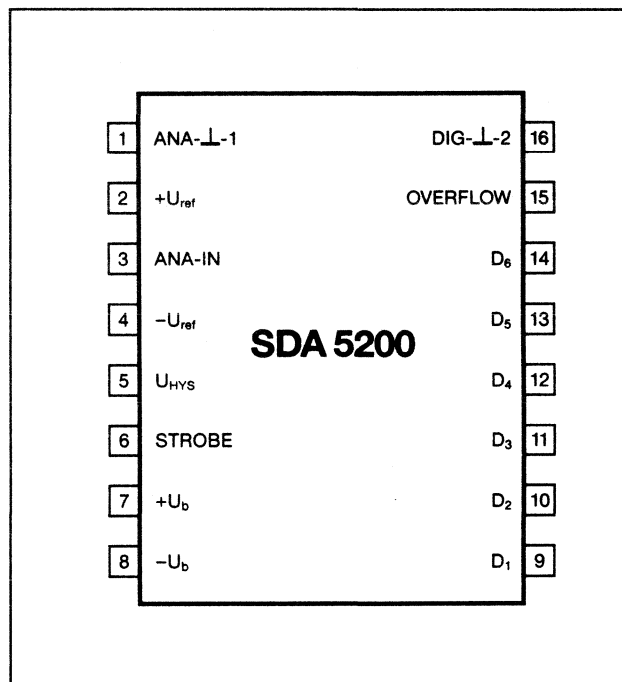 1 ANA-⊥-1 DIG-⊥-2 16
2 +Uref OVERFLOW 15
3 ANA-IN D6 14
4 −Uref D5 13
SDA 5200
5 UHYS D4 12
6 STROBE D3 11
7 +Ub D2 10
8 −Ub D1 9